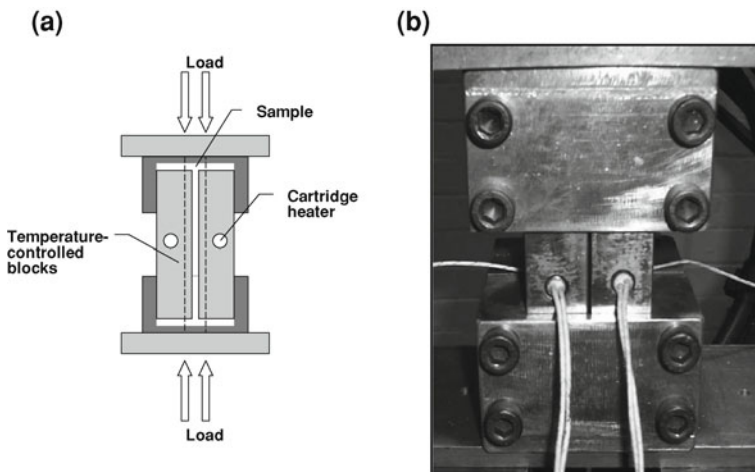 (a)
Load
Sample
Cartridge
heater
Temperature-
controlled
blocks
Load
(b)